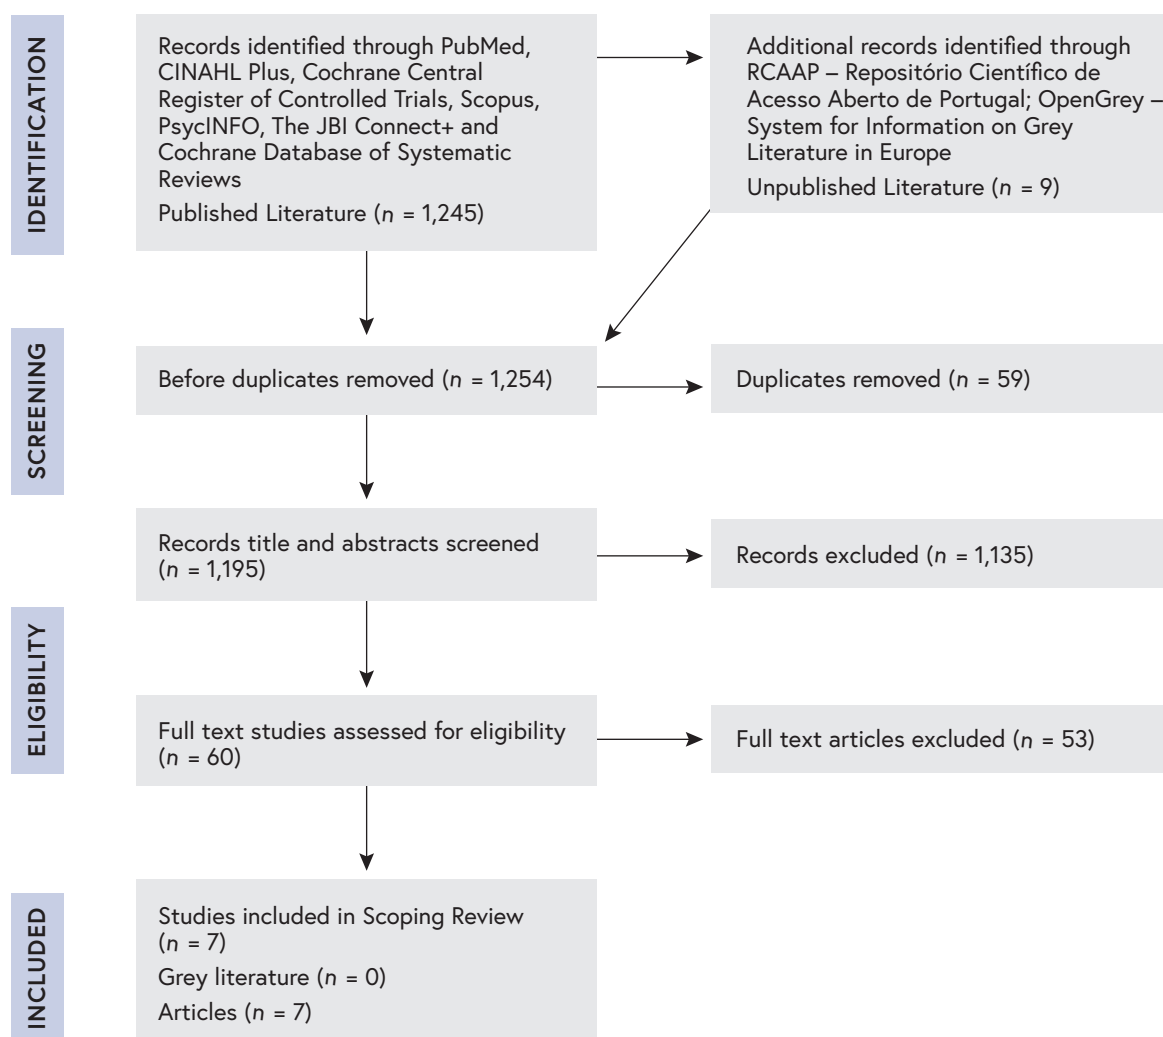 IDENTIFICATION
Records identified through PubMed,
CINAHL Plus, Cochrane Central
Register of Controlled Trials, Scopus,
PsycINFO, The JBI Connect+ and
Cochrane Database of Systematic
Reviews
Published Literature (n = 1,245)
Additional records identified through
RCAAP – Repositório Científico de
Acesso Aberto de Portugal; OpenGrey –
System for Information on Grey
Literature in Europe
Unpublished Literature (n = 9)
SCREENING
Before duplicates removed (n = 1,254)
Duplicates removed (n = 59)
Records title and abstracts screened
(n = 1,195)
Records excluded (n = 1,135)
ELIGIBILITY
Full text studies assessed for eligibility
(n = 60)
Full text articles excluded (n = 53)
INCLUDED
Studies included in Scoping Review
(n = 7)
Grey literature (n = 0)
Articles (n = 7)